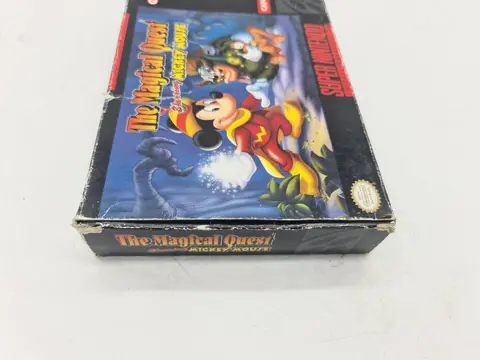 The Magical Quest
Starring MICKEY MOUSE
SUPER NINTENDO
The Magical Quest
Starring MICKEY MOUSE